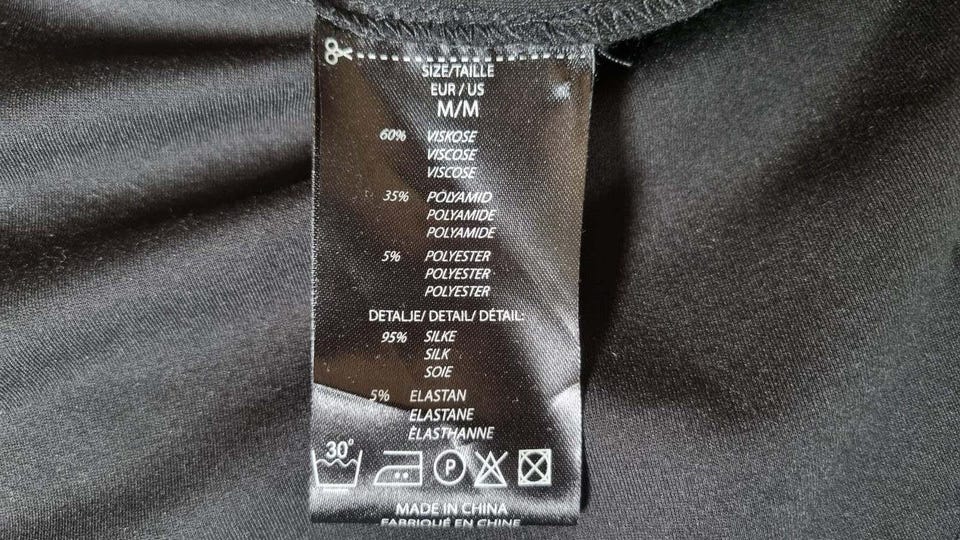 SIZE/TAILLE
EUR / US
M/M
60% VISKOSE
VISCOSE
VISCOSE
35% POLYAMID
POLYAMIDE
POLYAMIDE
5% POLYESTER
POLYESTER
POLYESTER
DETALJE/ DETAIL/ DÉTAIL:
95% SILKE
SILK
SOIE
5% ELASTAN
ELASTANE
ÉLASTHANNE
30°
P
MADE IN CHINA
FABRIQUÉ EN CHINE